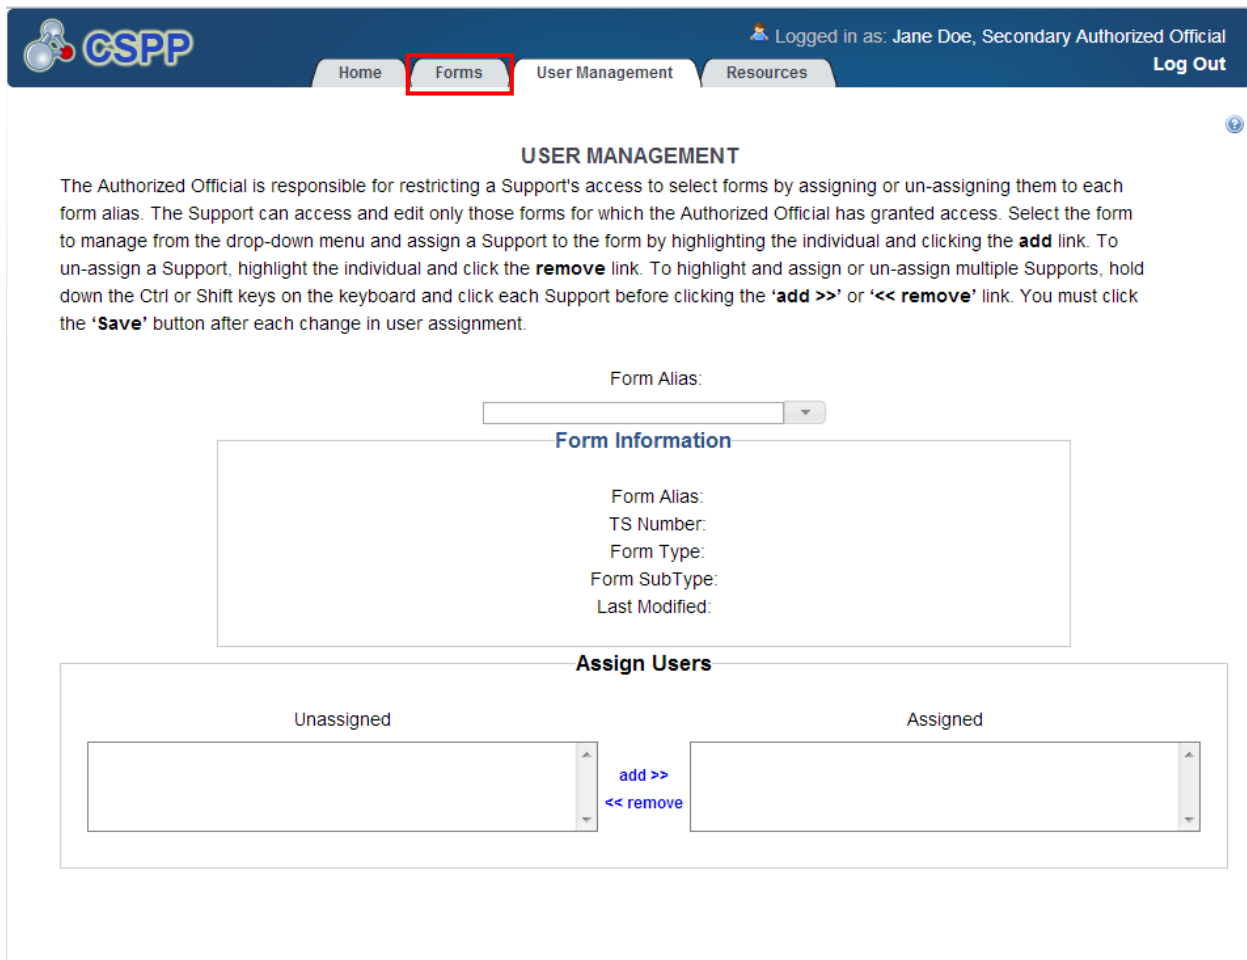 CSPP
Logged in as: Jane Doe, Secondary Authorized Official
Log Out
Home Forms User Management Resources
USER MANAGEMENT
The Authorized Official is responsible for restricting a Support's access to select forms by assigning or un-assigning them to each
form alias. The Support can access and edit only those forms for which the Authorized Official has granted access. Select the form
to manage from the drop-down menu and assign a Support to the form by highlighting the individual and clicking the add link. To
un-assign a Support, highlight the individual and click the remove link. To highlight and assign or un-assign multiple Supports, hold
down the Ctrl or Shift keys on the keyboard and click each Support before clicking the ‘add >>’ or ‘<< remove’ link. You must click
the ‘Save’ button after each change in user assignment.
Form Alias:
Form Information
Form Alias:
TS Number:
Form Type:
Form SubType:
Last Modified:
Assign Users
Unassigned Assigned
add >>
<< remove